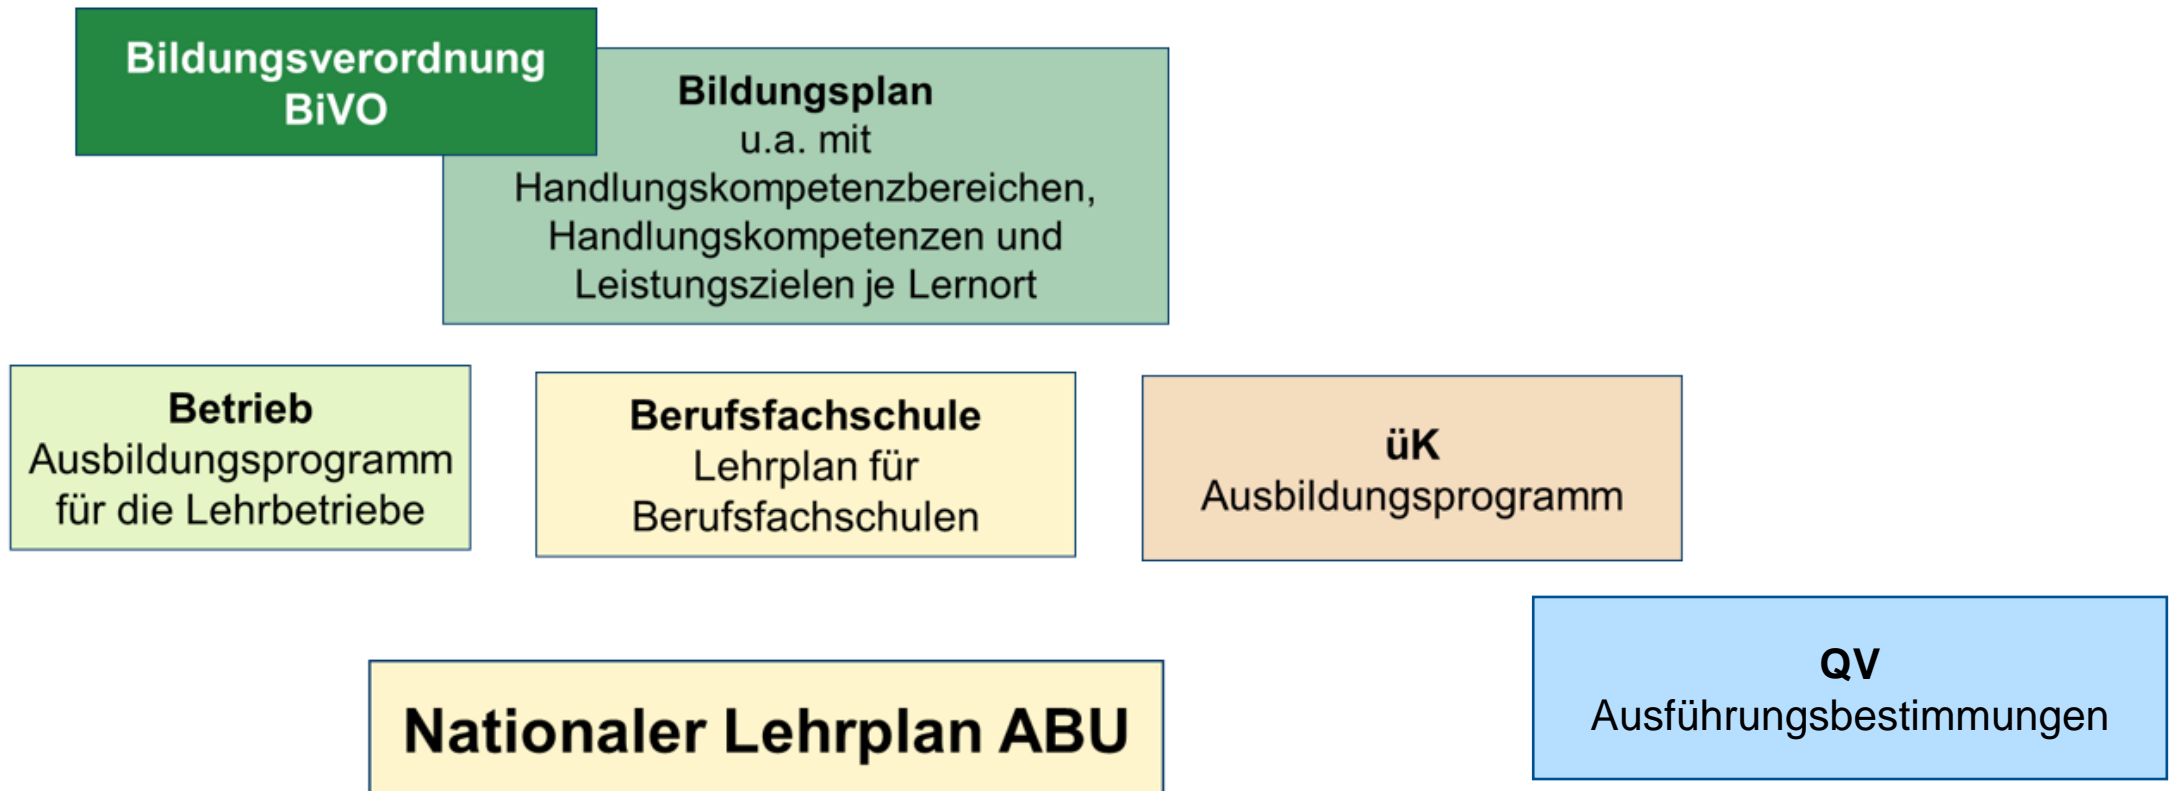 Bildungsverordnung
BiVO
Bildungsplan
u.a. mit
Handlungskompetenzbereichen,
Handlungskompetenzen und
Leistungszielen je Lernort
Betrieb
Ausbildungsprogramm
für die Lehrbetriebe
Berufsfachschule
Lehrplan für
Berufsfachschulen
üK
Ausbildungsprogramm
QV
Ausführungsbestimmungen
Nationaler Lehrplan ABU